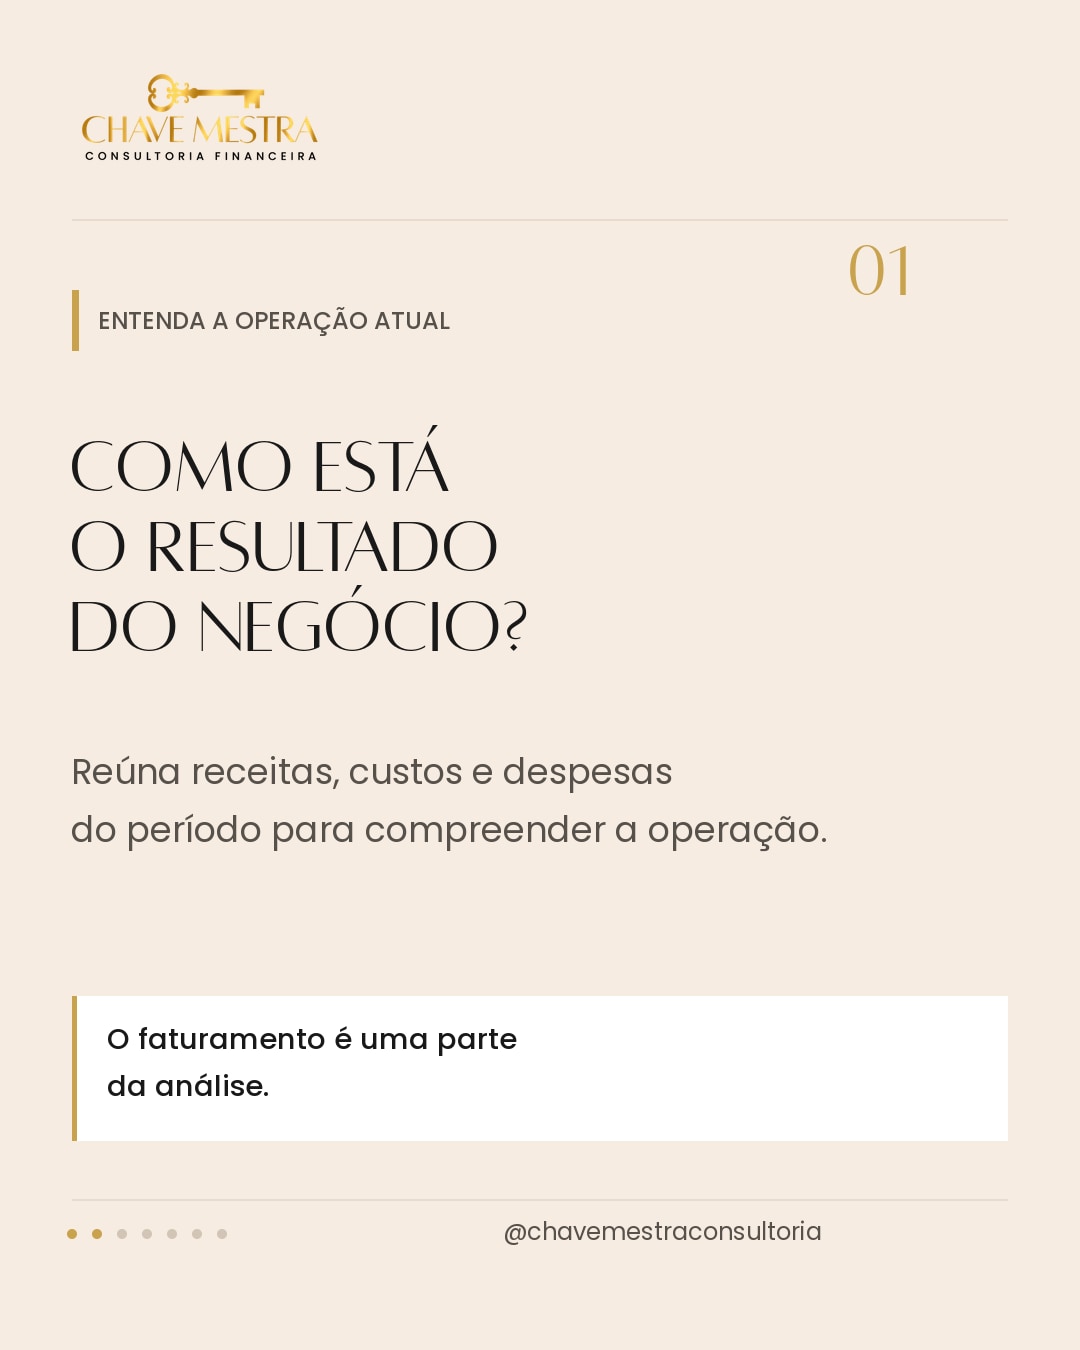 CHAVE MESTRA
CONSULTORIA FINANCEIRA
01
ENTENDA A OPERAÇÃO ATUAL
COMO ESTÁ
O RESULTADO
DO NEGÓCIO?
Reúna receitas, custos e despesas
do período para compreender a operação.
O faturamento é uma parte
da análise.
@chavemestraconsultoria